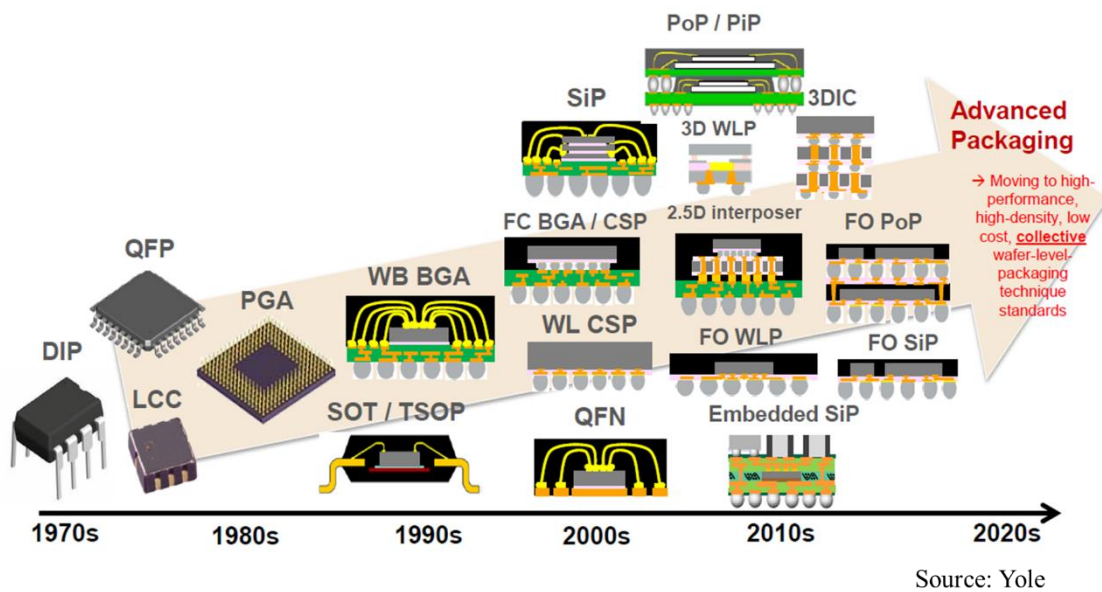 PoP / PiP
SiP
3D WLP
3DIC
Advanced
Packaging
→ Moving to high-
performance,
high-density, low
cost, collective
wafer-level-
packaging
technique
standards
QFP
PGA
WB BGA
FC BGA / CSP
2.5D interposer
FO PoP
DIP
LCC
SOT / TSOP
WL CSP
FO WLP
FO SiP
QFN
Embedded SiP
1970s
1980s
1990s
2000s
2010s
2020s
Source: Yole